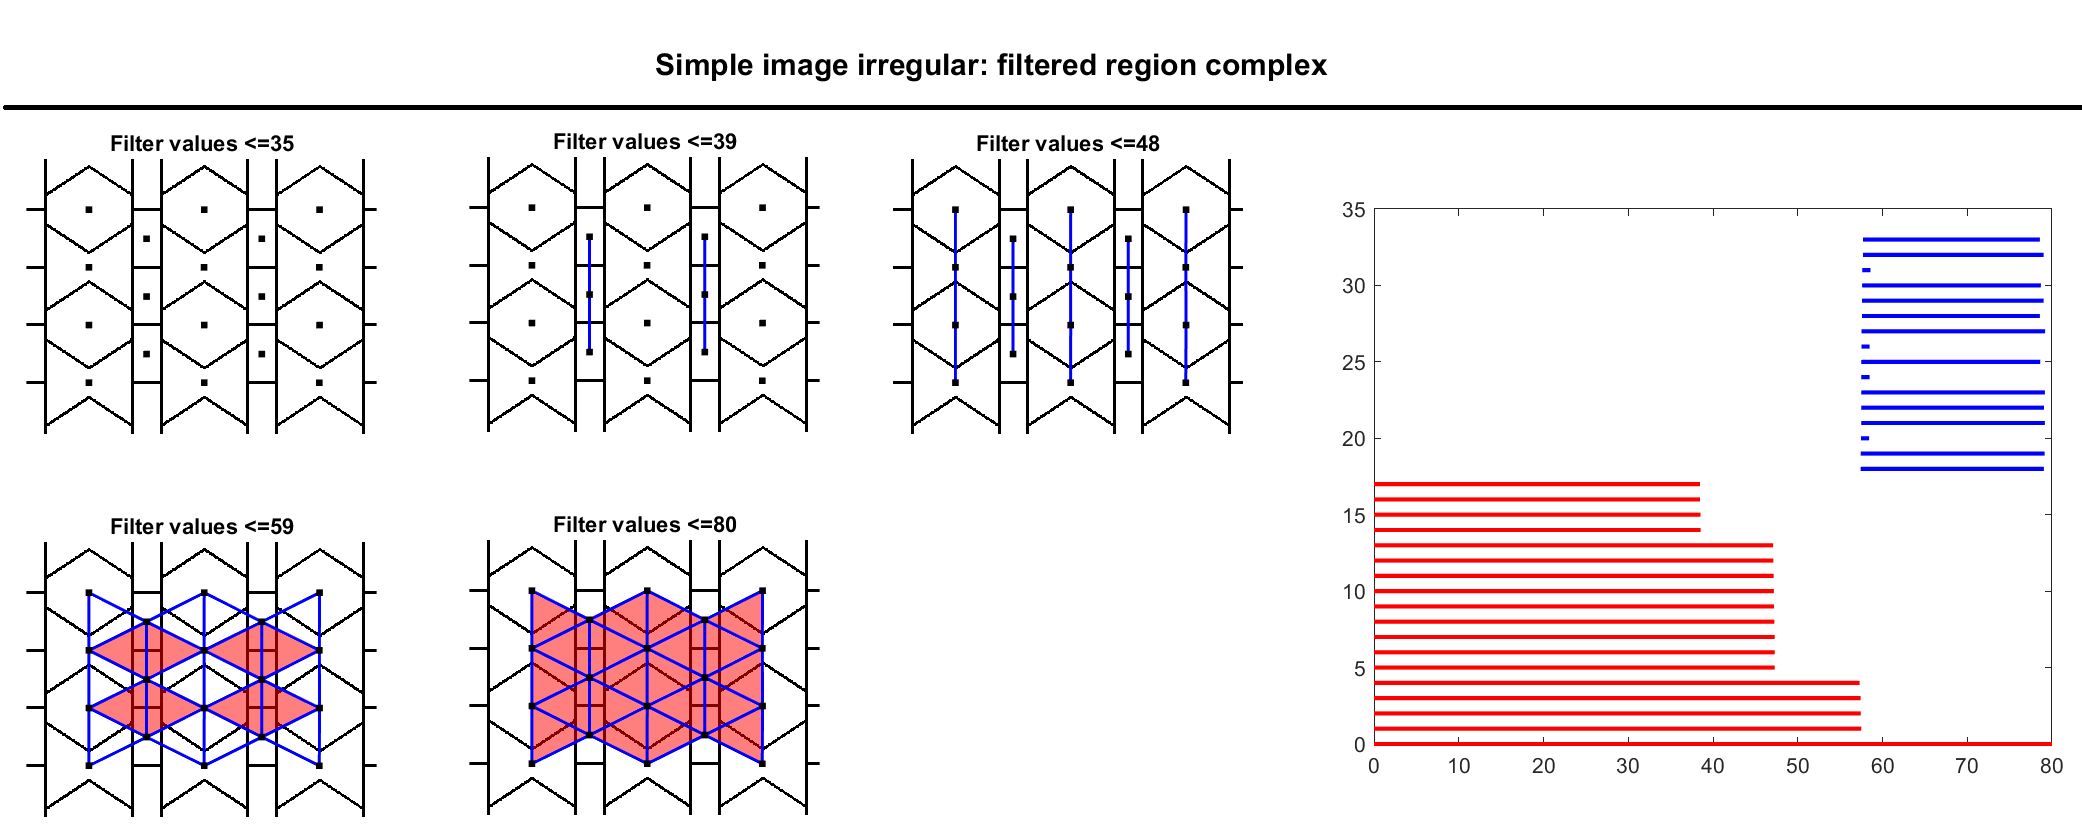 Simple image irregular: filtered region complex
Filter values <=35
Filter values <=39
Filter values <=48
Filter values <=59
Filter values <=80
35
30
25
20
15
10
5
0
0 10 20 30 40 50 60 70 80